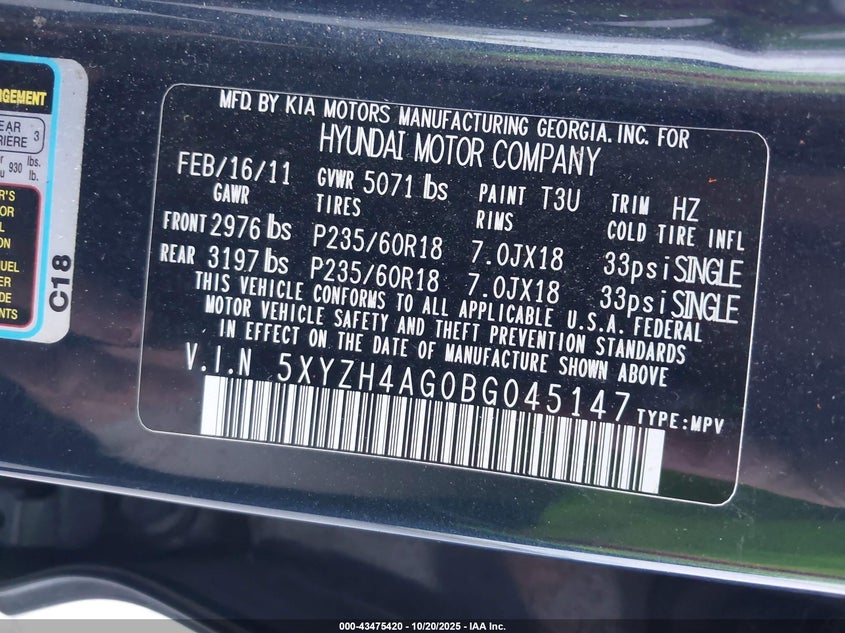 MFD. BY KIA MOTORS MANUFACTURING GEORGIA. INC. FOR
HYUNDAI MOTOR COMPANY
FEB/16/11 GVWR 5071 lbs PAINT T3U TRIM HZ
GAWR TIRES RIMS COLD TIRE INFL
FRONT 2976 lbs P235/60R18 7.0JX18 33psi SINGLE
REAR 3197 lbs P235/60R18 7.0JX18 33psi SINGLE
THIS VEHICLE CONFORMS TO ALL APPLICABLE U.S.A. FEDERAL
MOTOR VEHICLE SAFETY AND THEFT PREVENTION STANDARDS
IN EFFECT ON THE DATE OF MANUFACTURE SHOWN ABOVE
V.I.N 5XYZH4AG0BG045147 TYPE:MPV
3
930 lbs.
lb.
C18
000-43475420 - 10/20/2025 - IAA Inc.